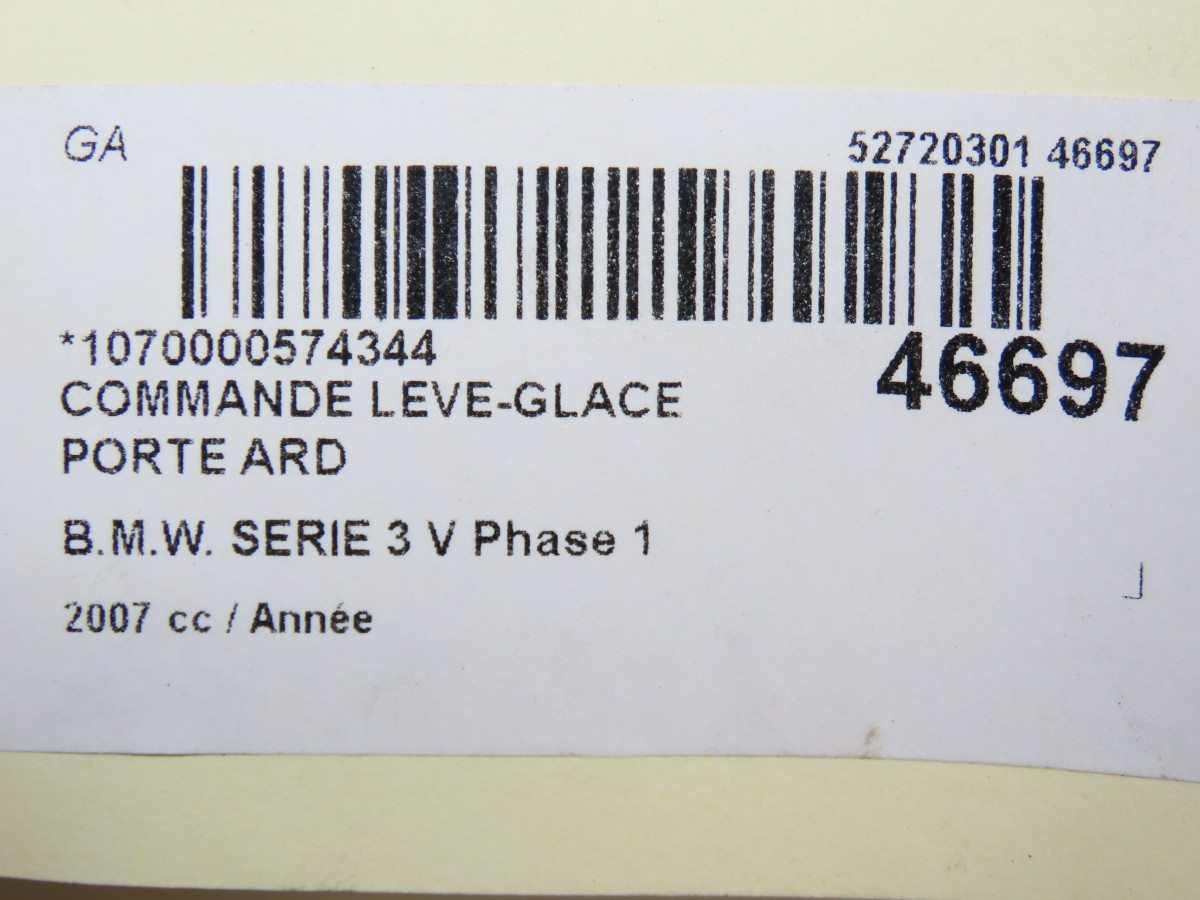 GA
52720301 46697
*1070000574344
46697
COMMANDE LEVE-GLACE
PORTE ARD
B.M.W. SERIE 3 V Phase 1
2007 cc / Année